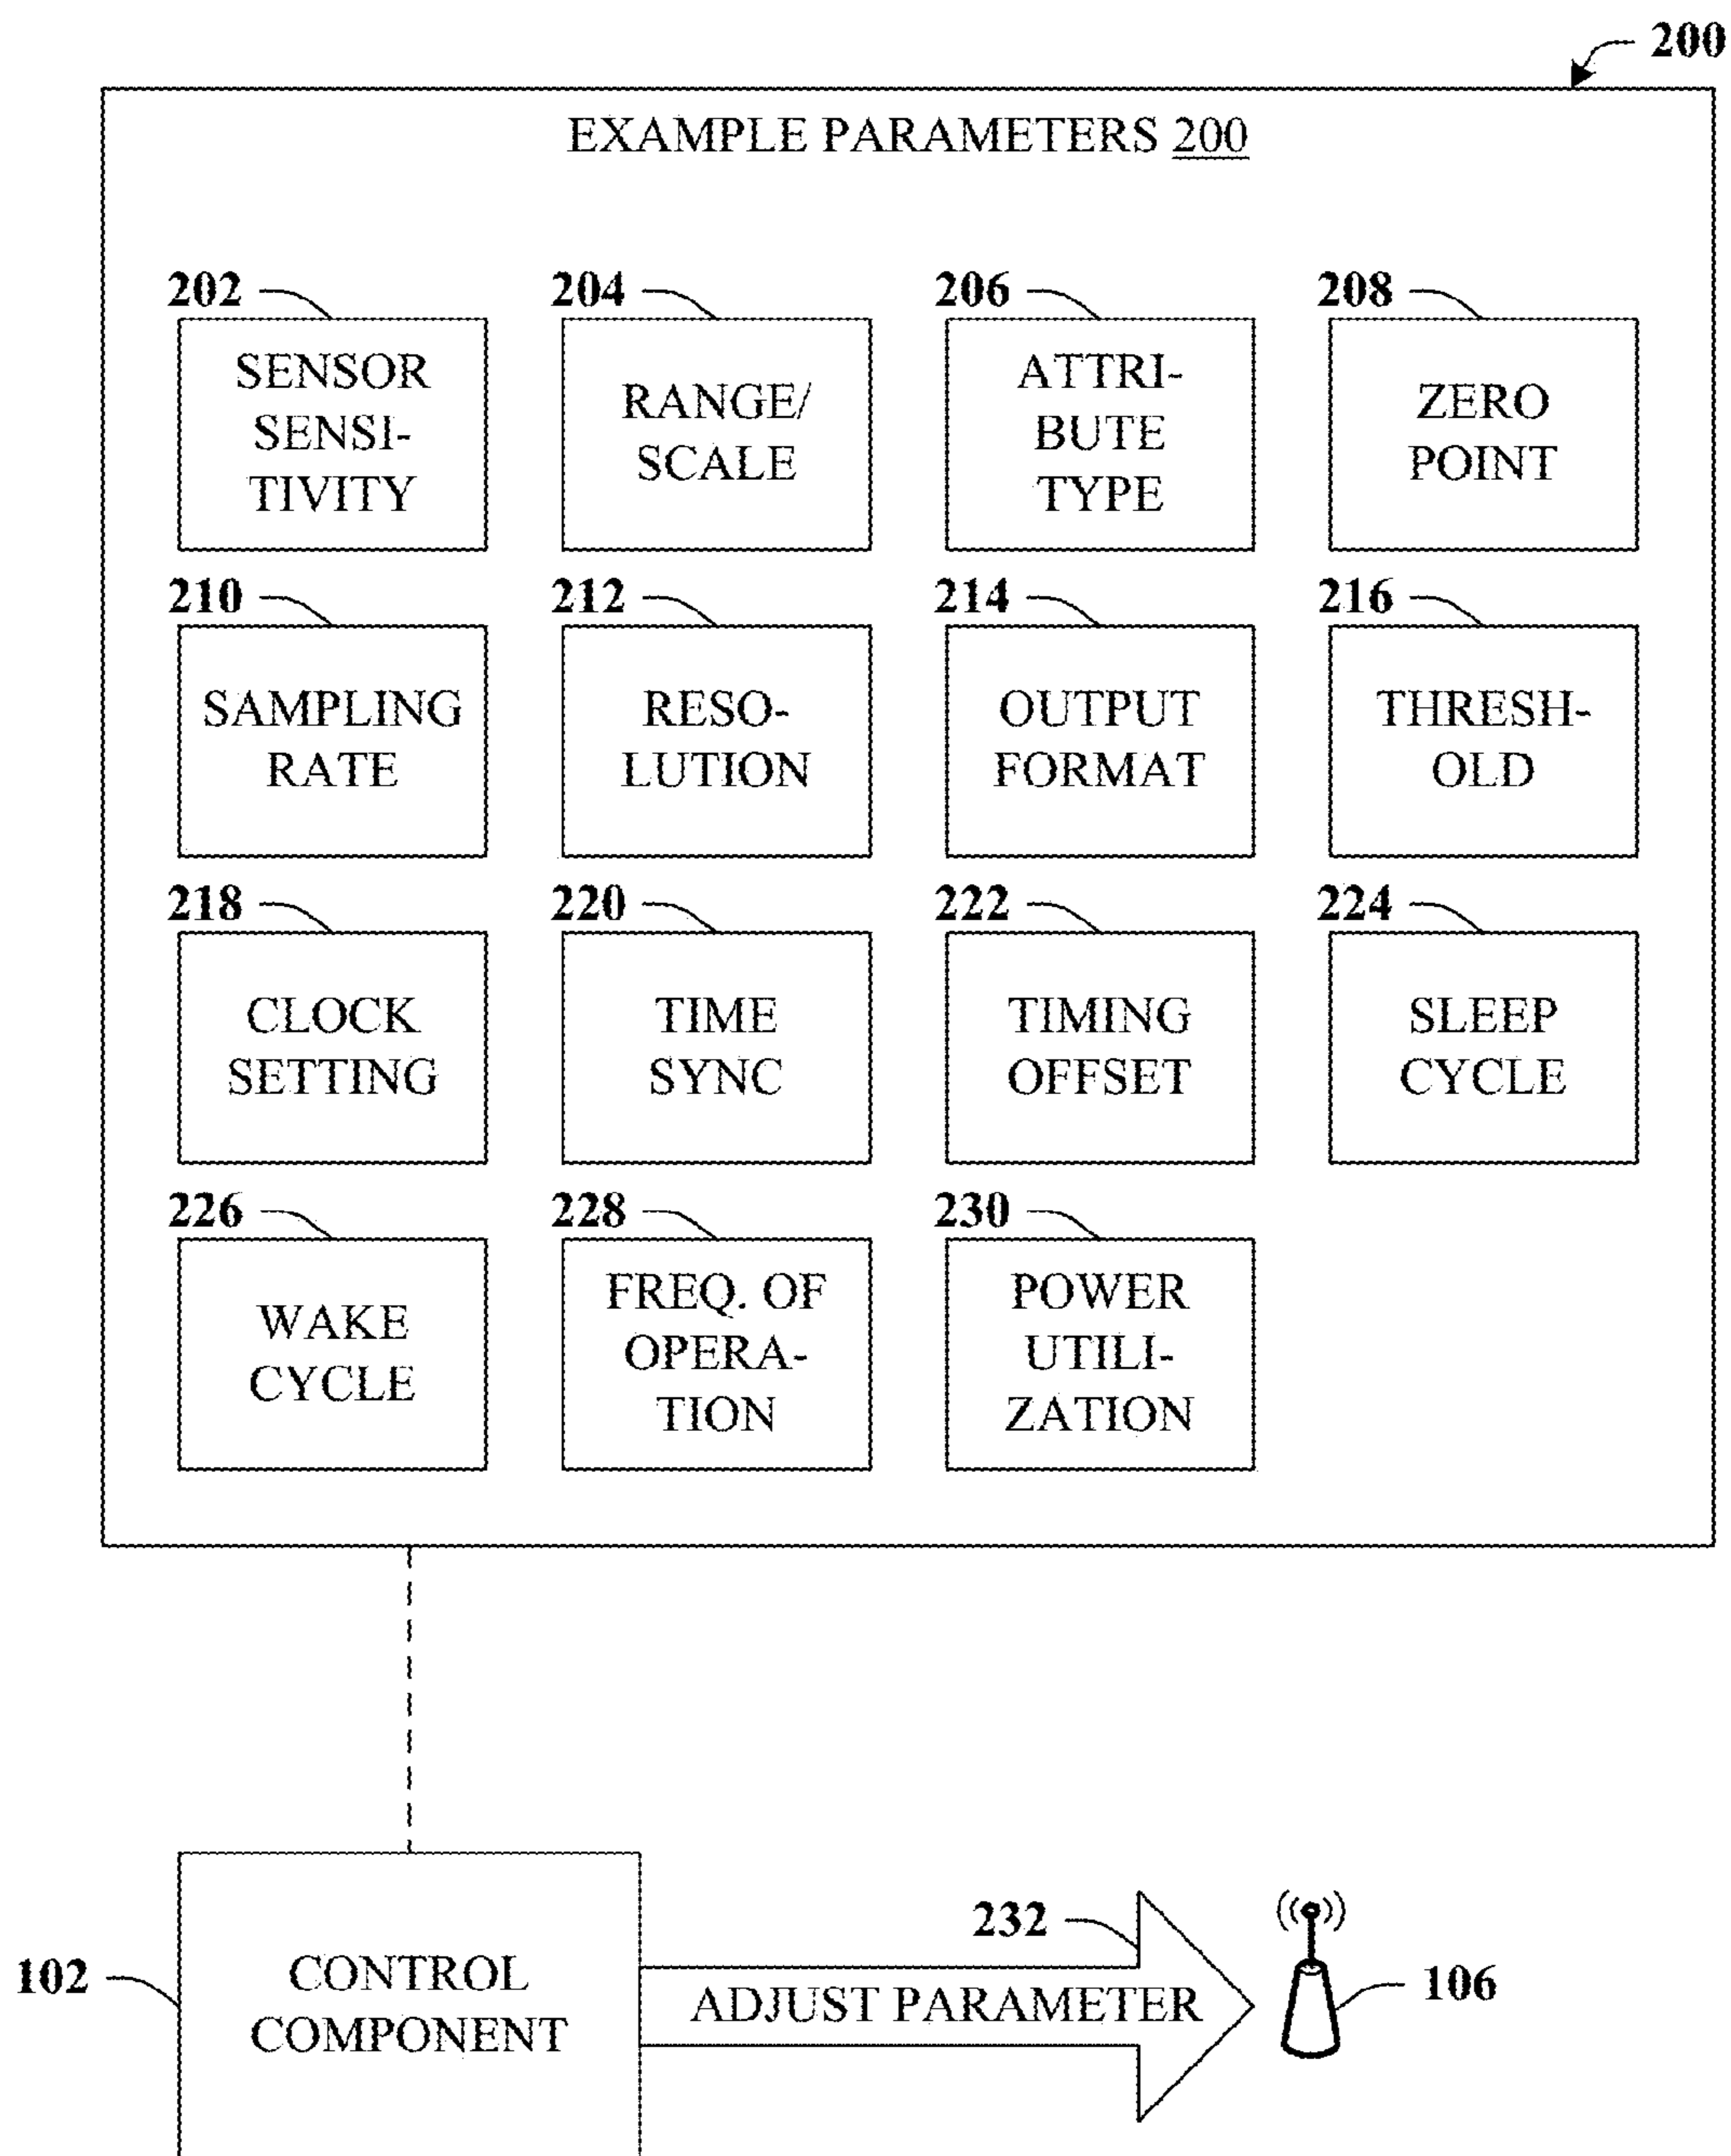 200
EXAMPLE PARAMETERS 200
202
SENSOR
SENSI-
TIVITY
204
RANGE/
SCALE
206
ATTRI-
BUTE
TYPE
208
ZERO
POINT
210
SAMPLING
RATE
212
RESO-
LUTION
214
OUTPUT
FORMAT
216
THRESH-
OLD
218
CLOCK
SETTING
220
TIME
SYNC
222
TIMING
OFFSET
224
SLEEP
CYCLE
226
WAKE
CYCLE
228
FREQ. OF
OPERA-
TION
230
POWER
UTILI-
ZATION
102
CONTROL
COMPONENT
232
ADJUST PARAMETER
106